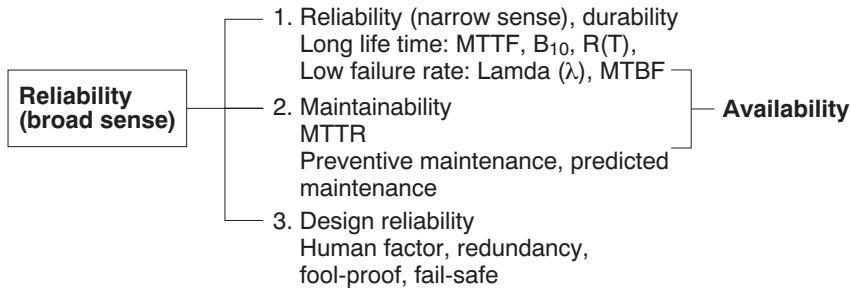 Reliability
(broad sense)
1. Reliability (narrow sense), durability
Long life time: MTTF, B₁₀, R(T),
Low failure rate: Lamda (λ), MTBF
2. Maintainability
MTTR
Preventive maintenance, predicted
maintenance
3. Design reliability
Human factor, redundancy,
fool-proof, fail-safe
Availability